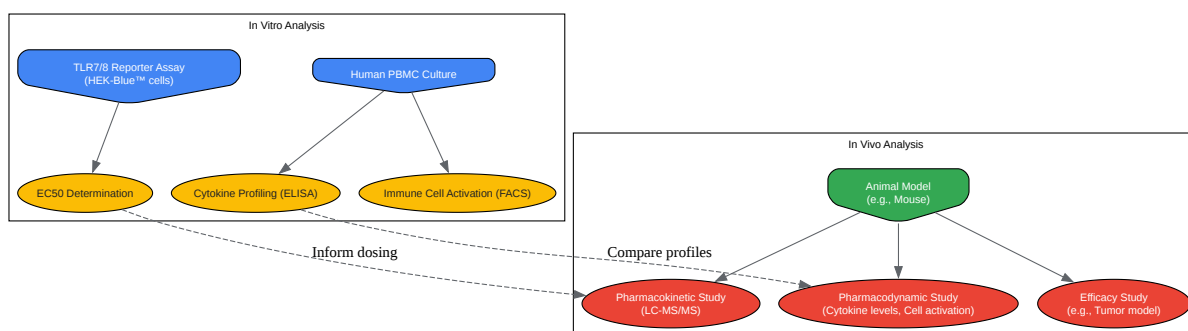 In Vitro Analysis
TLR7/8 Reporter Assay
(HEK-Blue™ cells)
Human PBMC Culture
EC50 Determination
Cytokine Profiling (ELISA)
Immune Cell Activation (FACS)
In Vivo Analysis
Animal Model
(e.g., Mouse)
Inform dosing
Compare profiles
Pharmacokinetic Study
(LC-MS/MS)
Pharmacodynamic Study
(Cytokine levels, Cell activation)
Efficacy Study
(e.g., Tumor model)